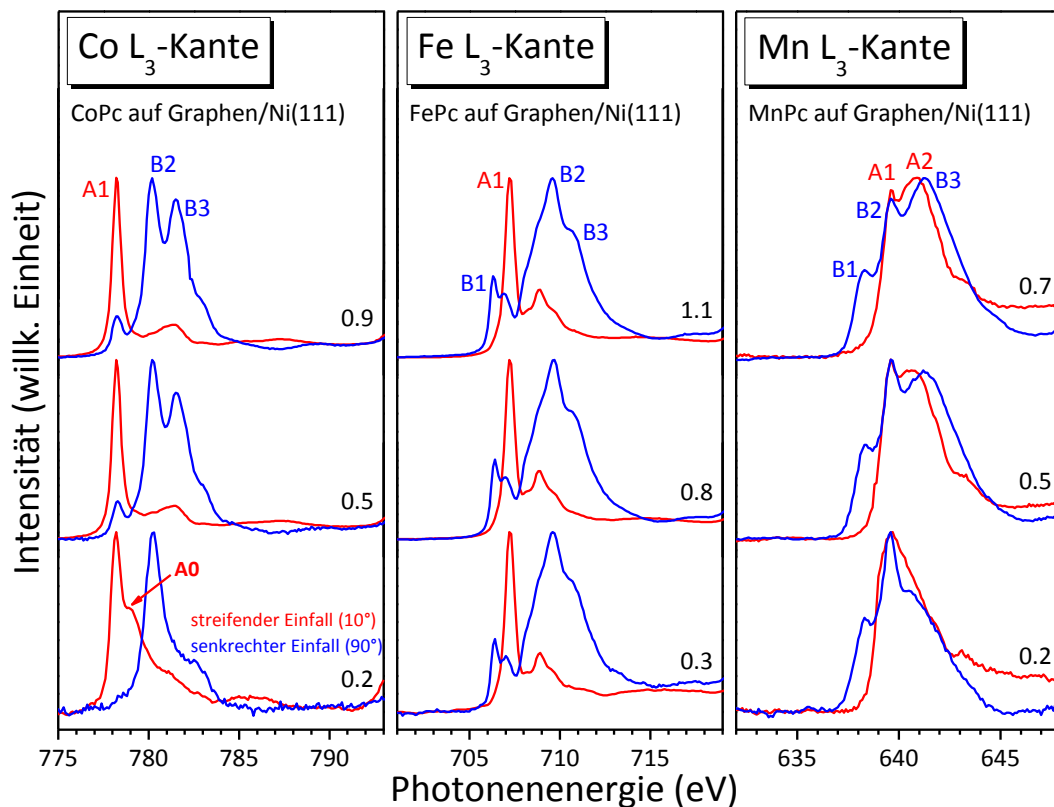 Co L₃-Kante
Fe L₃-Kante
Mn L₃-Kante
CoPc auf Graphen/Ni(111)
FePc auf Graphen/Ni(111)
MnPc auf Graphen/Ni(111)
Intensität (willk. Einheit)
A1
B2
B3
0.9
0.5
A0
streifender Einfall (10°)
senkrechter Einfall (90°)
0.2
A1
B2
B3
B1
1.1
0.8
0.3
A1
A2
B2
B3
B1
0.7
0.5
0.2
775 780 785 790
705 710 715
635 640 645
Photonenenergie (eV)